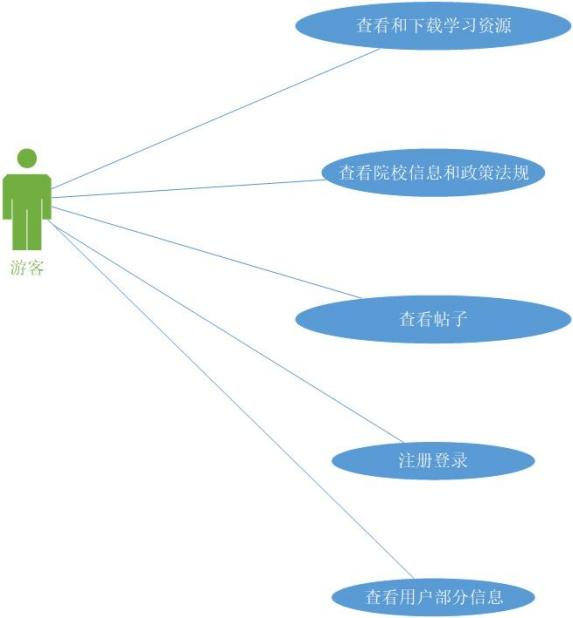 查看和下载学习资源
查看院校信息和政策法规
游客
查看帖子
注册登录
查看用户部分信息